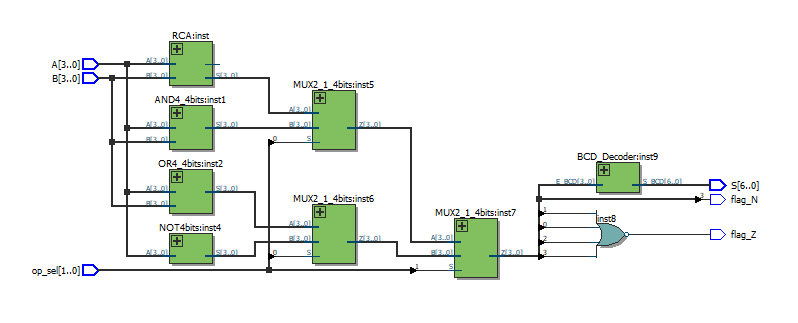 RCA:inst
A[3..0]
B[3..0]
A[3..0]
B[3..0] S[3..0]
MUX2_1_4bits:inst5
AND4_4bits:inst1
A[3..0]
B[3..0] Z[3..0]
0 S
A[3..0] S[3..0]
B[3..0]
OR4_4bits:inst2
A[3..0] S[3..0]
B[3..0]
MUX2_1_4bits:inst6
A[3..0]
B[3..0] Z[3..0]
0 S
NOT4bits:inst4
A[3..0] S[3..0]
op_sel[1..0]
MUX2_1_4bits:inst7
A[3..0]
B[3..0] Z[3..0]
1 S
BCD_Decoder:inst9
E_BCD[3..0] S_BCD[6..0]
S[6..0]
3 flag_N
inst8
1
0
2
3
flag_Z